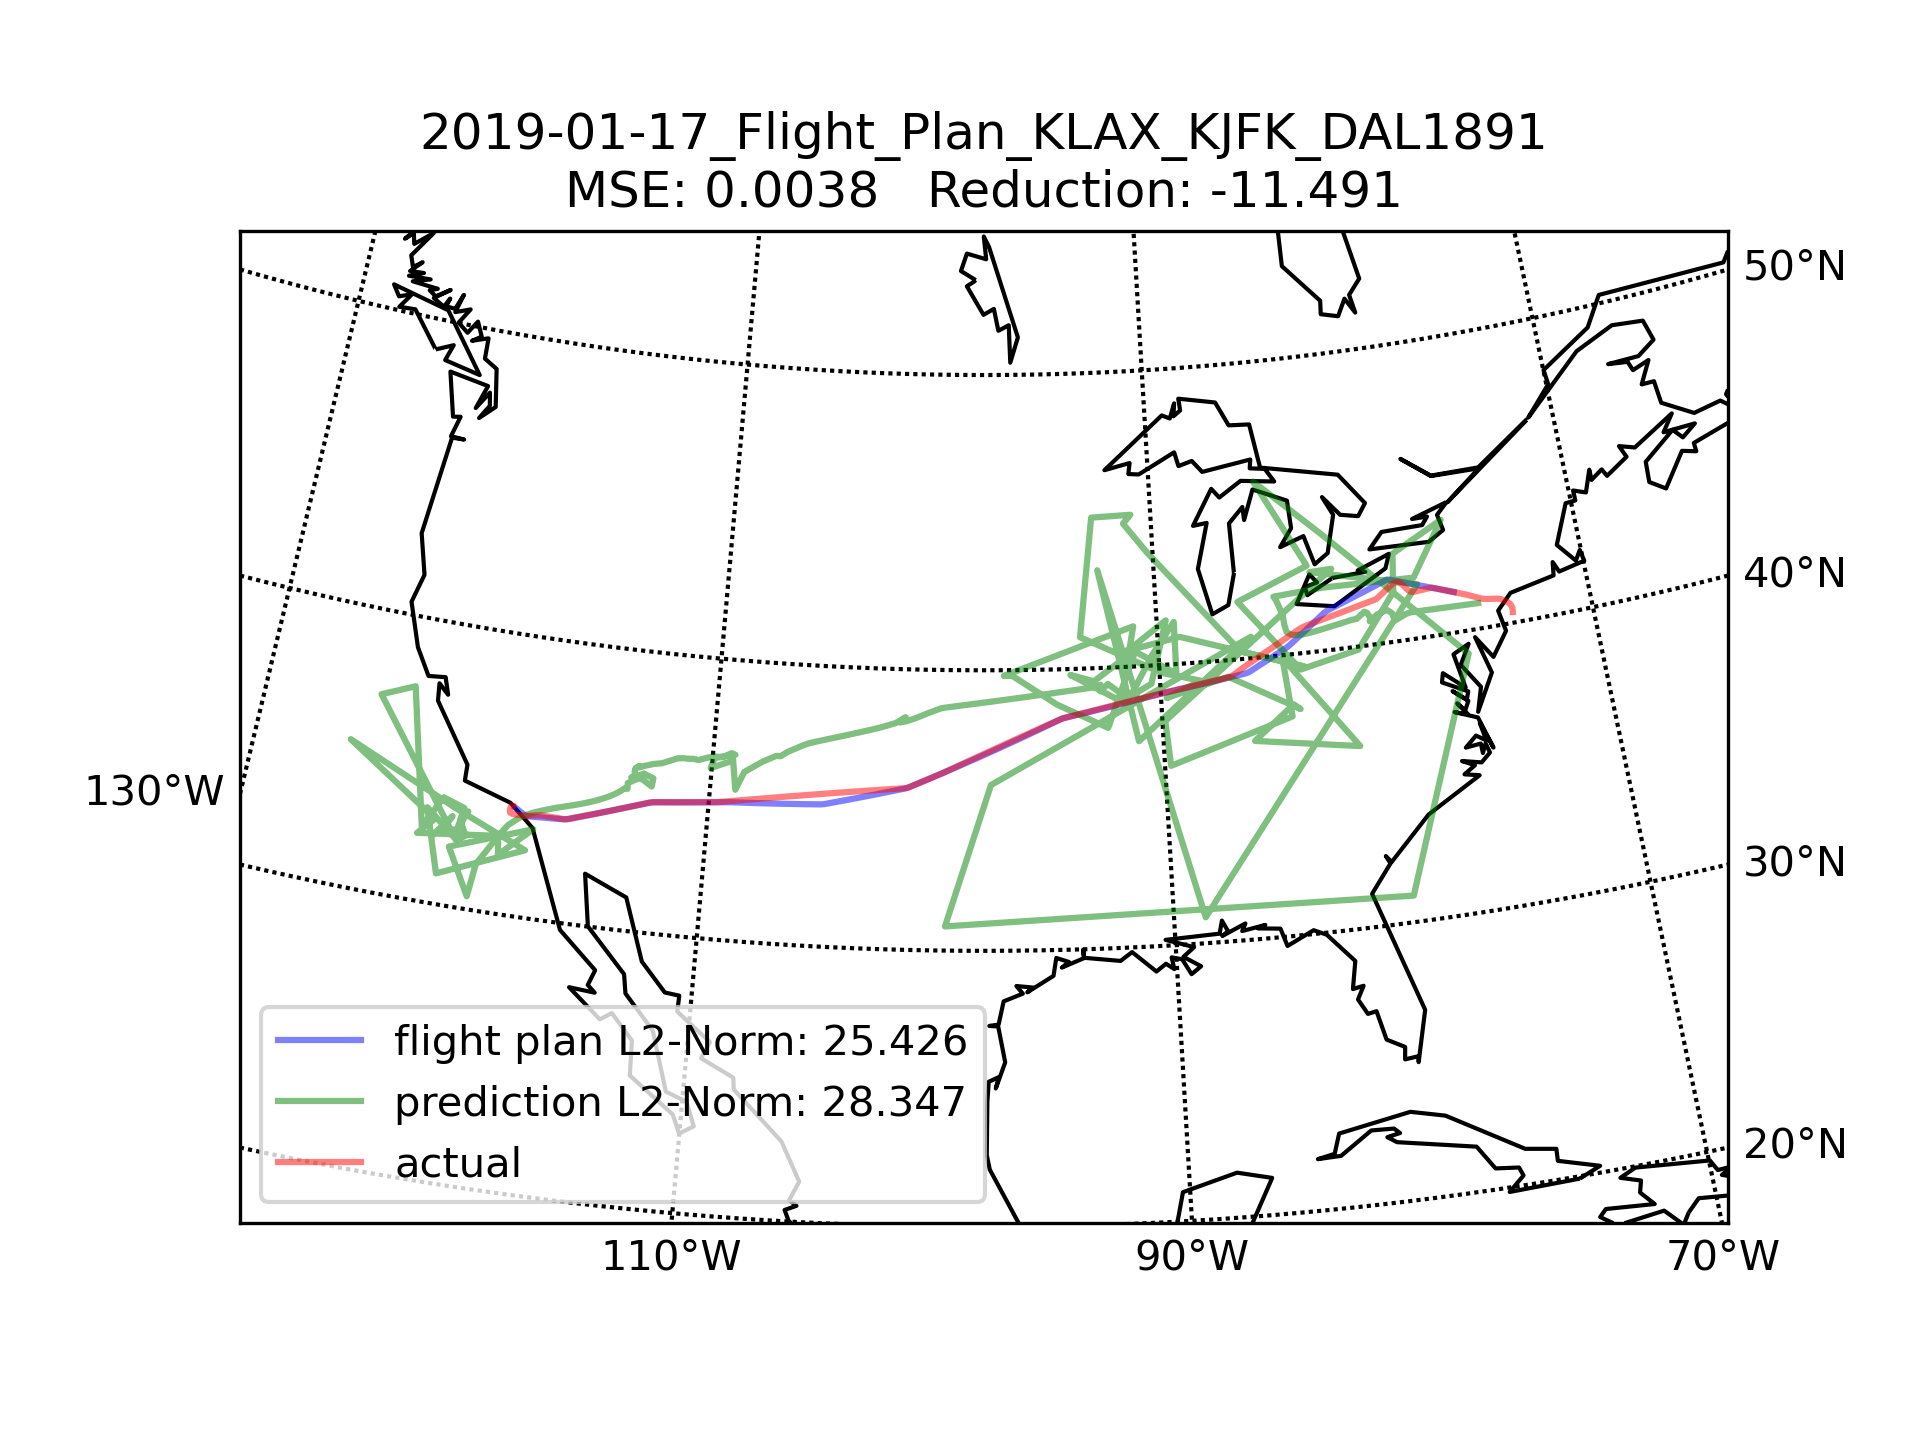 2019-01-17_Flight_Plan_KLAX_KJFK_DAL1891
MSE: 0.0038   Reduction: -11.491
50°N
40°N
130°W
30°N
20°N
flight plan L2-Norm: 25.426
prediction L2-Norm: 28.347
actual
110°W
90°W
70°W